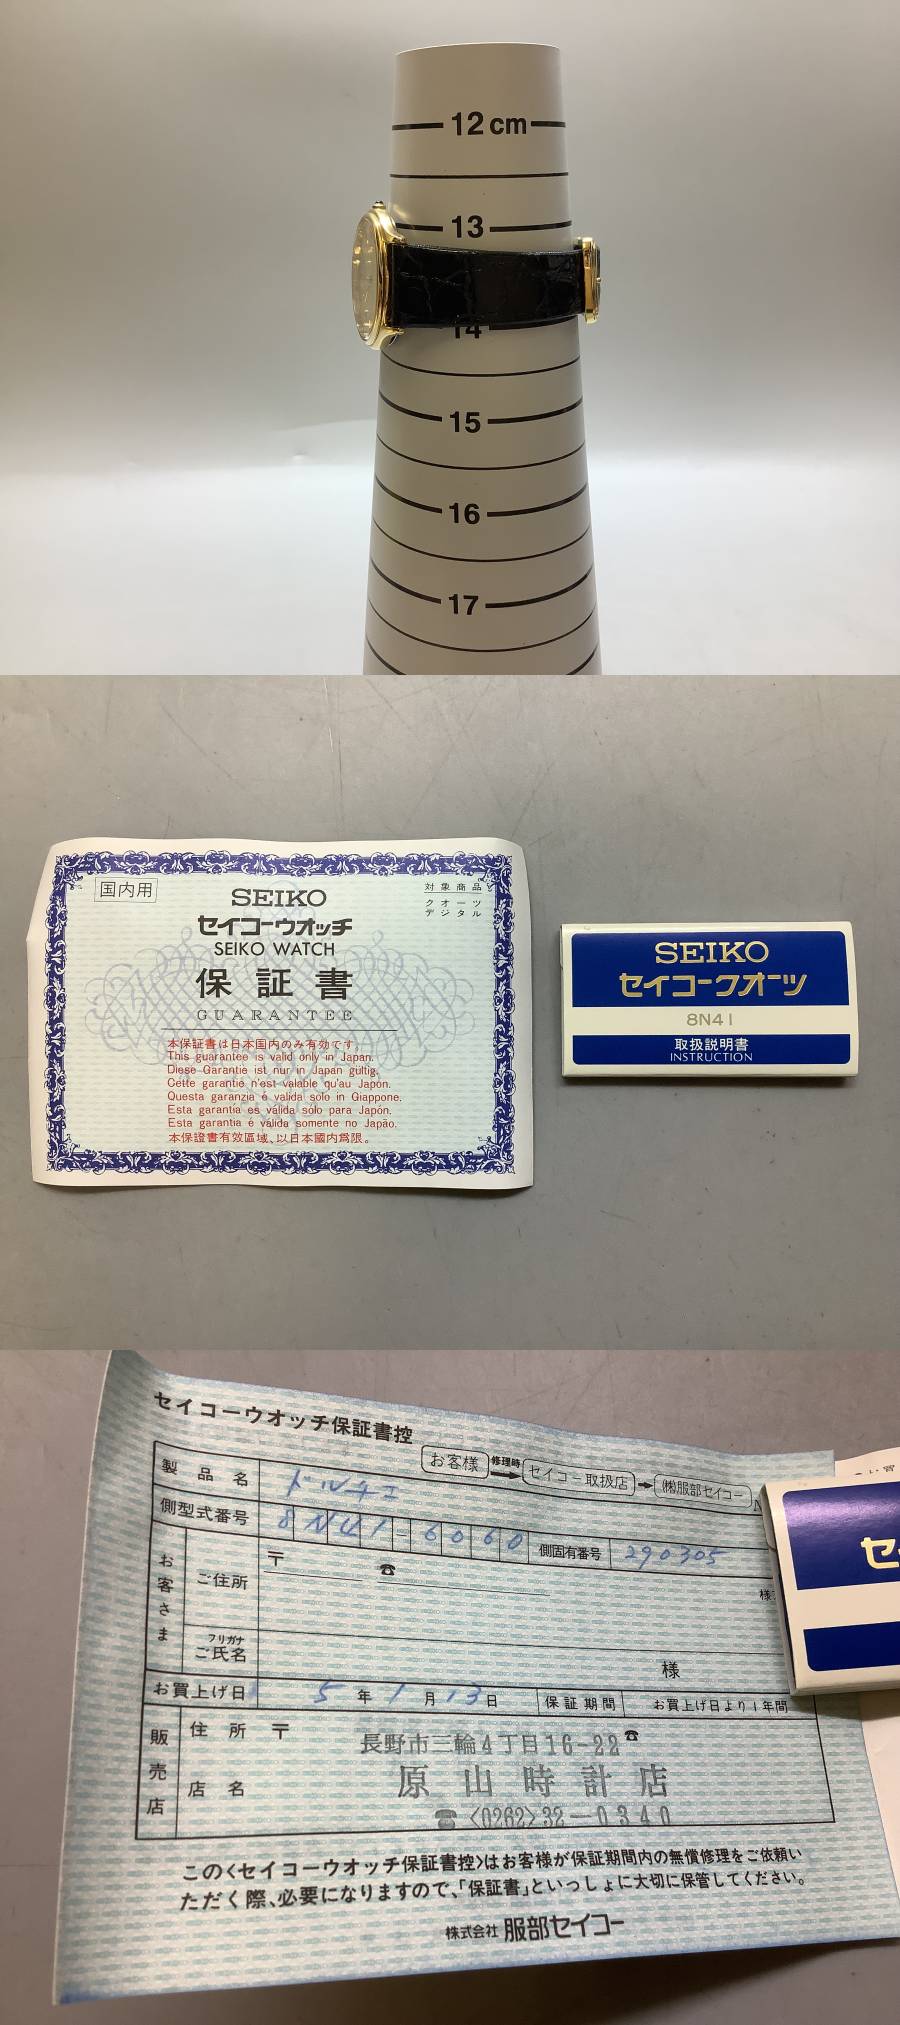 12 cm
13
14
15
16
17
国内用
SEIKO
セイコーウオッチ
SEIKO WATCH
保証書
GUARANTEE
対象商品
クオーツ
デジタル
本保証書は日本国内のみ有効です。
This guarantee is valid only in Japan.
Diese Garantie ist nur in Japan gültig.
Cette garantie n'est valable qu'au Japon.
Questa garanzia é valida solo in Giappone.
Esta garantía es válida sólo para Japón.
Esta garantia é válida somente no Japão.
本保證書有效區域、以日本國内爲限。
SEIKO
セイコークオーツ
8N41
取扱説明書
INSTRUCTION
セイコーウオッチ保証書控
お客様 修理時 セイコー取扱店 ㈱服部セイコー
製品名 ドルチェ
側型式番号 8N41-6060 側固有番号 290305
お客さま
ご住所 〒 ☎
様
フリガナ
ご氏名 様
お買上げ日 5年1月13日 保証期間 お買上げ日より1年間
販売店
住所 〒 長野市三輪4丁目16-22 ☎
店名 原山時計店
☎〈0262〉32-0340
この〈セイコーウオッチ保証書控〉はお客様が保証期間内の無償修理をご依頼い
ただく際、必要になりますので、「保証書」といっしょに大切に保管してください。
株式会社 服部セイコー
セ